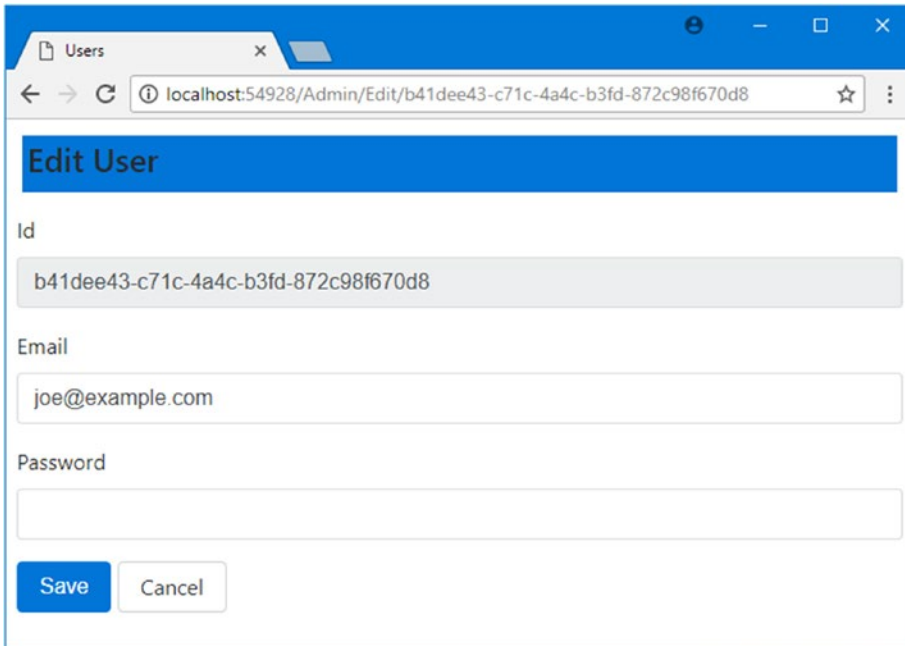 Users
localhost:54928/Admin/Edit/b41dee43-c71c-4a4c-b3fd-872c98f670d8
Edit User
Id
b41dee43-c71c-4a4c-b3fd-872c98f670d8
Email
joe@example.com
Password
Save Cancel